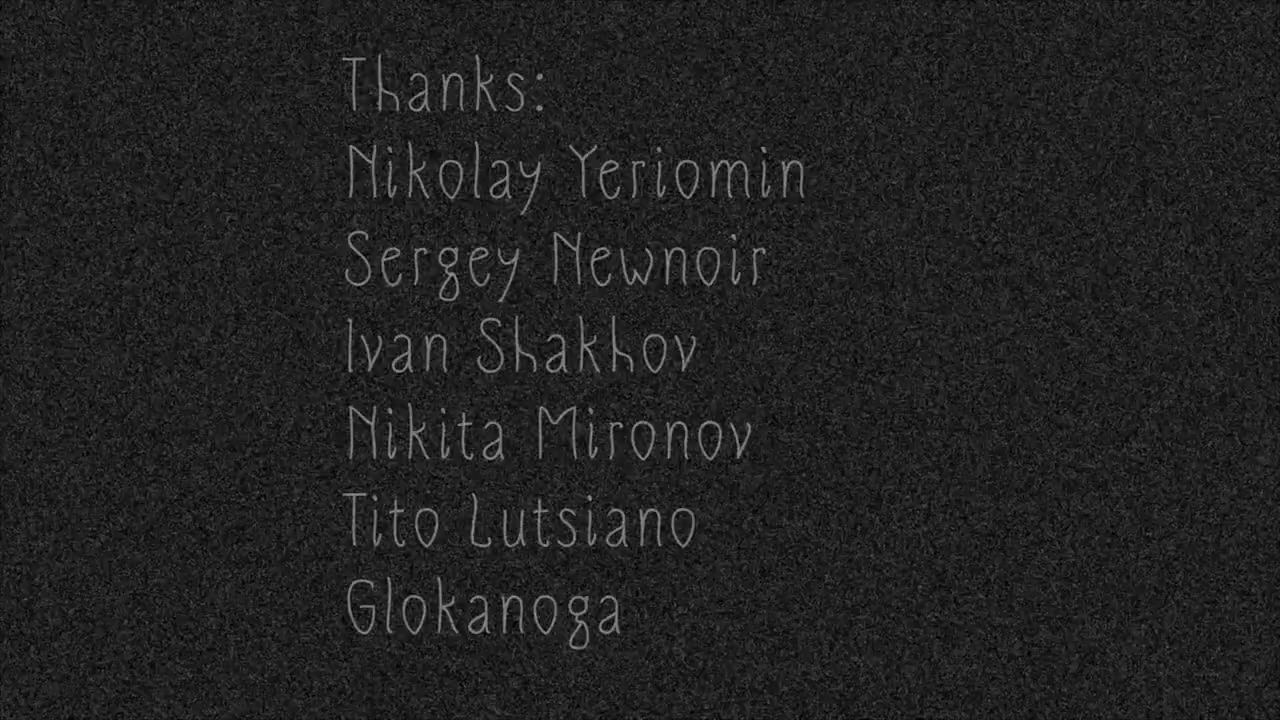 Thanks:
Nikolay Yeriomin
Sergey Newnoir
Ivan Shakhov
Nikita Mironov
Tito Lutsiano
Glokanoga